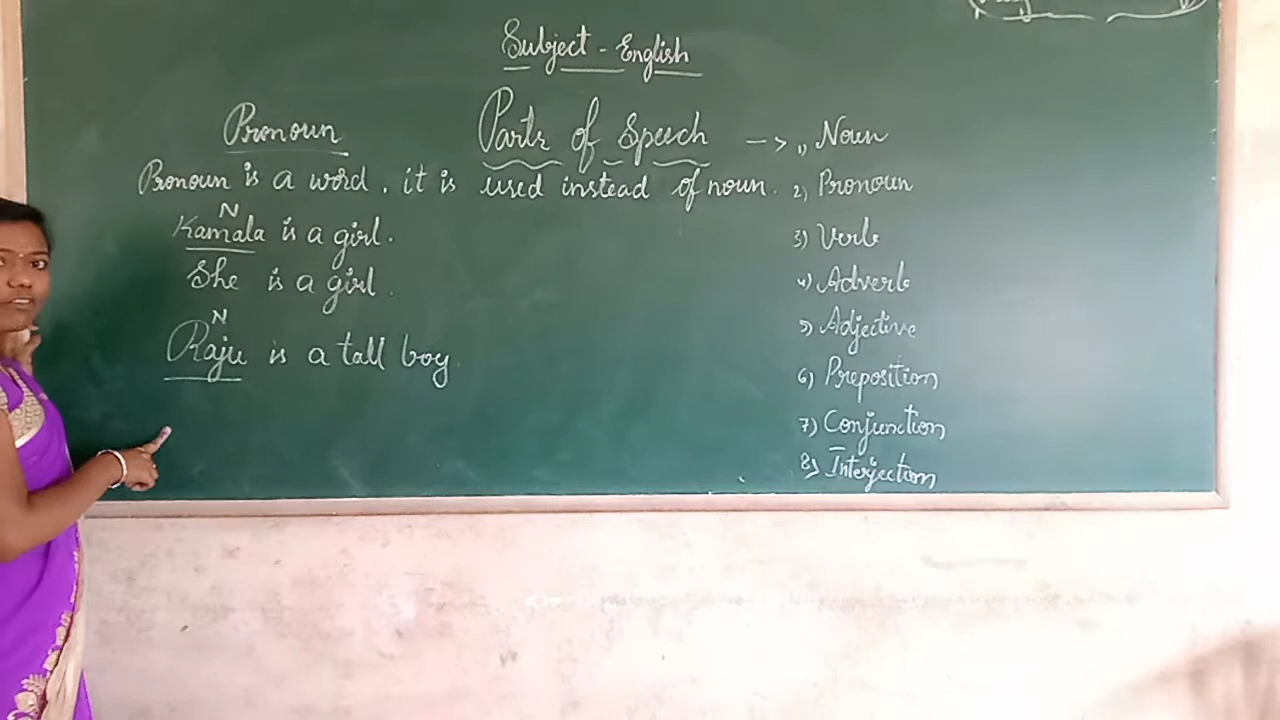 Subject - English
Parts of Speech -> 1) Noun
2) Pronoun
3) Verb
4) Adverb
5) Adjective
6) Preposition
7) Conjunction
8) Interjection
Pronoun
Pronoun is a word, it is used instead of noun.
N
Kamala is a girl.
She is a girl.
N
Raju is a tall boy.